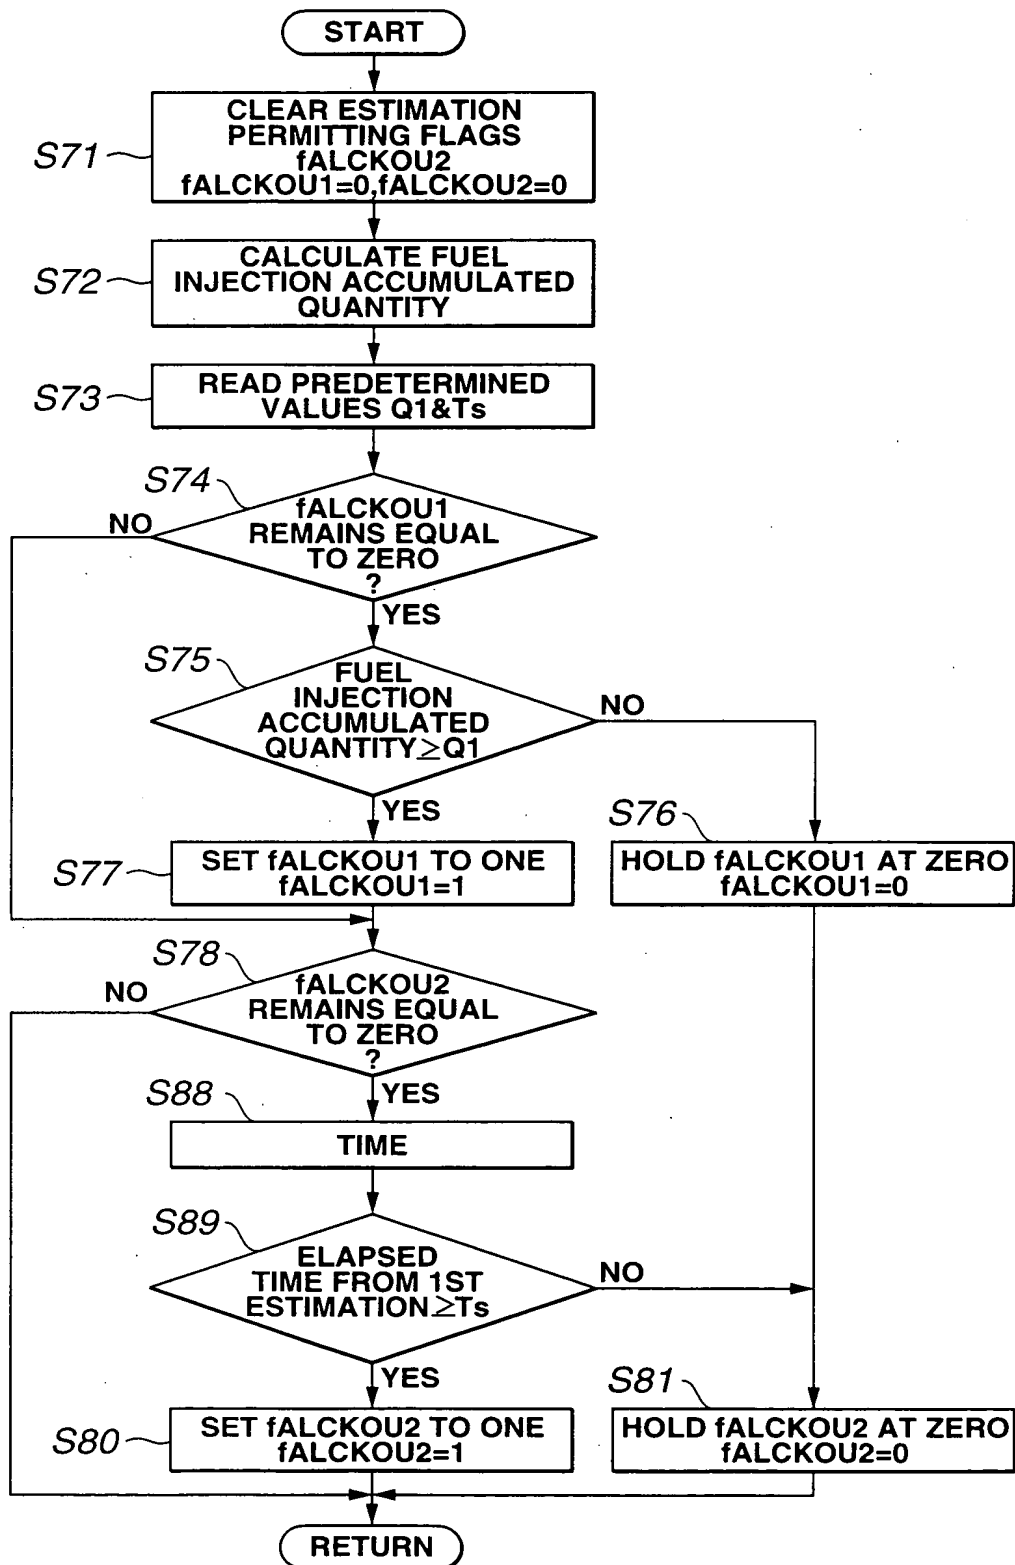 START
S71
CLEAR ESTIMATION
PERMITTING FLAGS
fALCKOU2
fALCKOU1=0,fALCKOU2=0
S72
CALCULATE FUEL
INJECTION ACCUMULATED
QUANTITY
S73
READ PREDETERMINED
VALUES Q1&Ts
S74
fALCKOU1
REMAINS EQUAL
TO ZERO
?
NO
YES
S75
FUEL
INJECTION
ACCUMULATED
QUANTITY≥Q1
NO
YES
S76
HOLD fALCKOU1 AT ZERO
fALCKOU1=0
S77
SET fALCKOU1 TO ONE
fALCKOU1=1
S78
fALCKOU2
REMAINS EQUAL
TO ZERO
?
NO
YES
S88
TIME
S89
ELAPSED
TIME FROM 1ST
ESTIMATION≥Ts
NO
YES
S81
HOLD fALCKOU2 AT ZERO
fALCKOU2=0
S80
SET fALCKOU2 TO ONE
fALCKOU2=1
RETURN